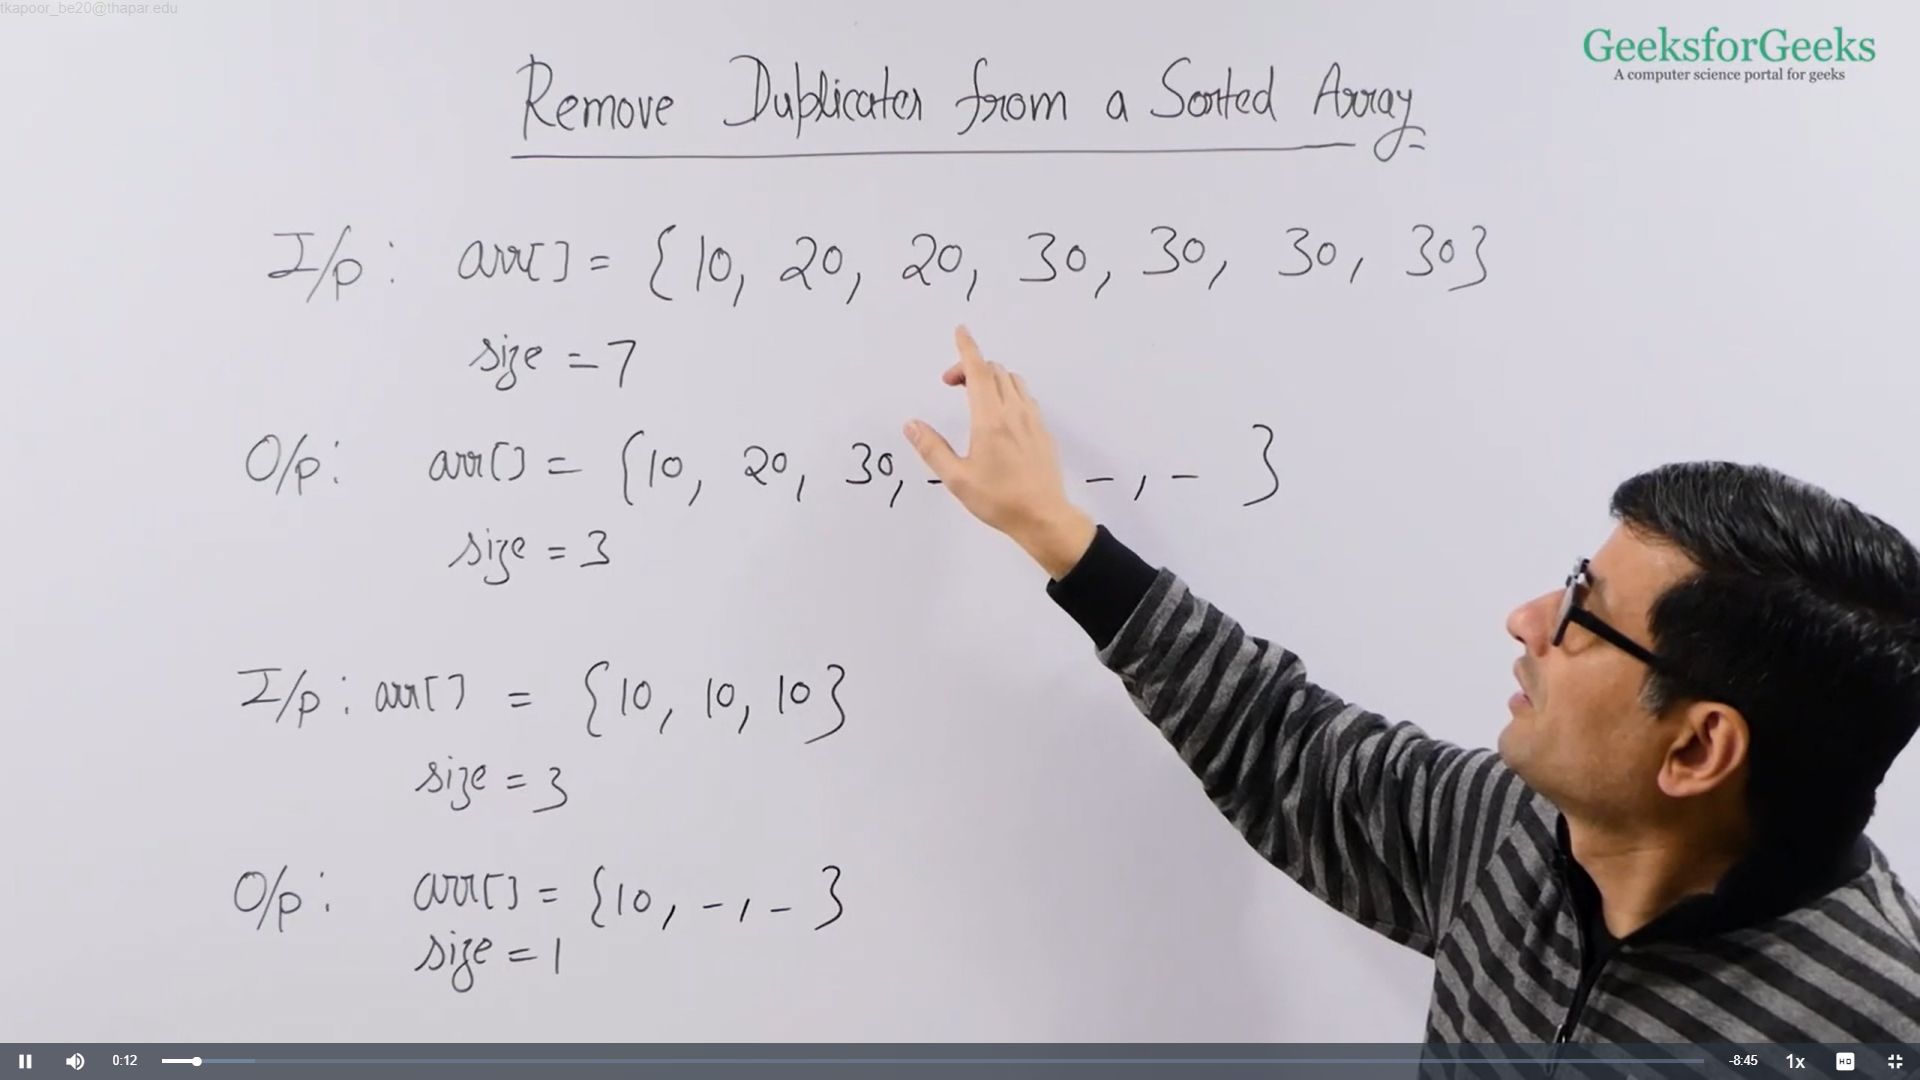 tkapoor_be20@thapar.edu
GeeksforGeeks
A computer science portal for geeks
Remove Duplicates from a Sorted Array
I/p: arr[] = {10, 20, 20, 30, 30, 30, 30}
size = 7
O/p: arr[] = {10, 20, 30, _ _, _ }
size = 3
I/p: arr[] = {10, 10, 10}
size = 3
O/p: arr[] = {10, _, _ }
size = 1
0:12
-8:45
1x
HD